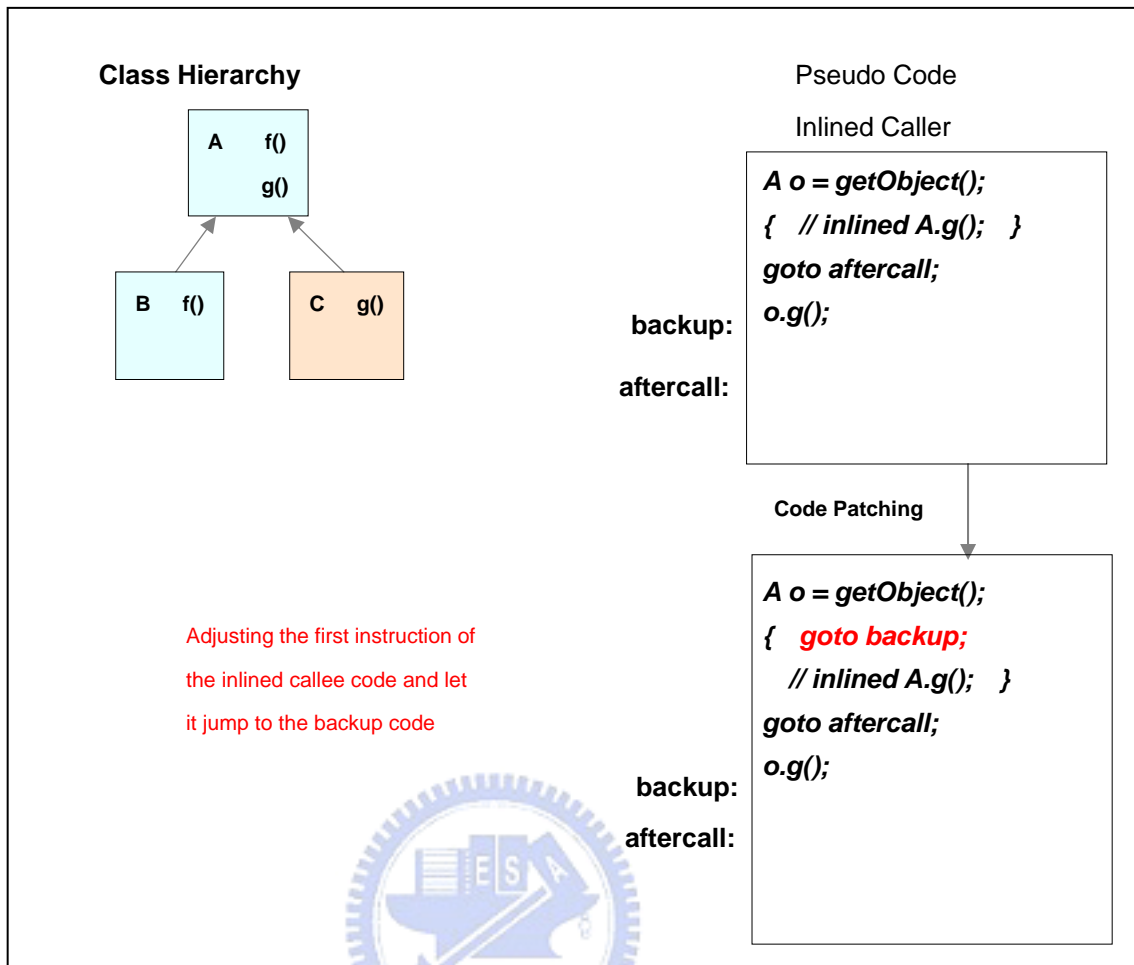 Class Hierarchy
A f()
g()
B f()
C g()
Pseudo Code
Inlined Caller
A o = getObject();
{ // inlined A.g(); }
goto aftercall;
o.g();
backup:
aftercall:
Code Patching
Adjusting the first instruction of
the inlined callee code and let
it jump to the backup code
A o = getObject();
{ goto backup;
// inlined A.g(); }
goto aftercall;
o.g();
backup:
aftercall:
E S A